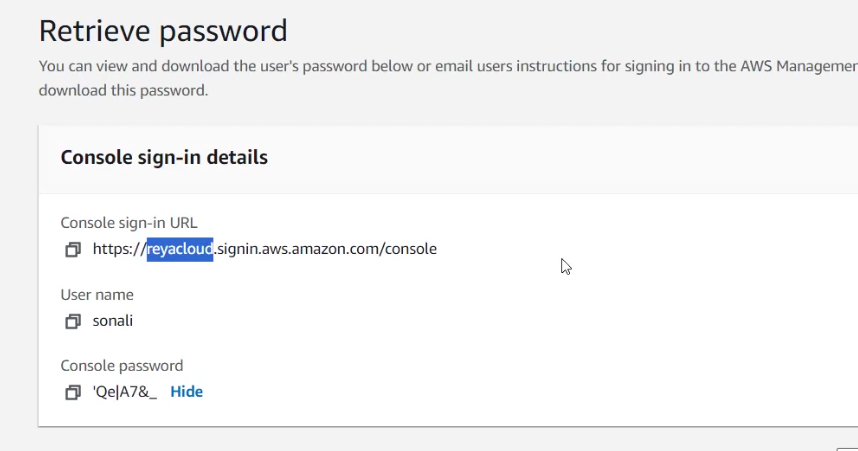 Retrieve password
You can view and download the user's password below or email users instructions for signing in to the AWS
download this password.
Console sign-in details
Console sign-in URL
https://reyacloud.signin.aws.amazon.com/console
User name
sonali
Console password
'Qe|A7&_ Hide